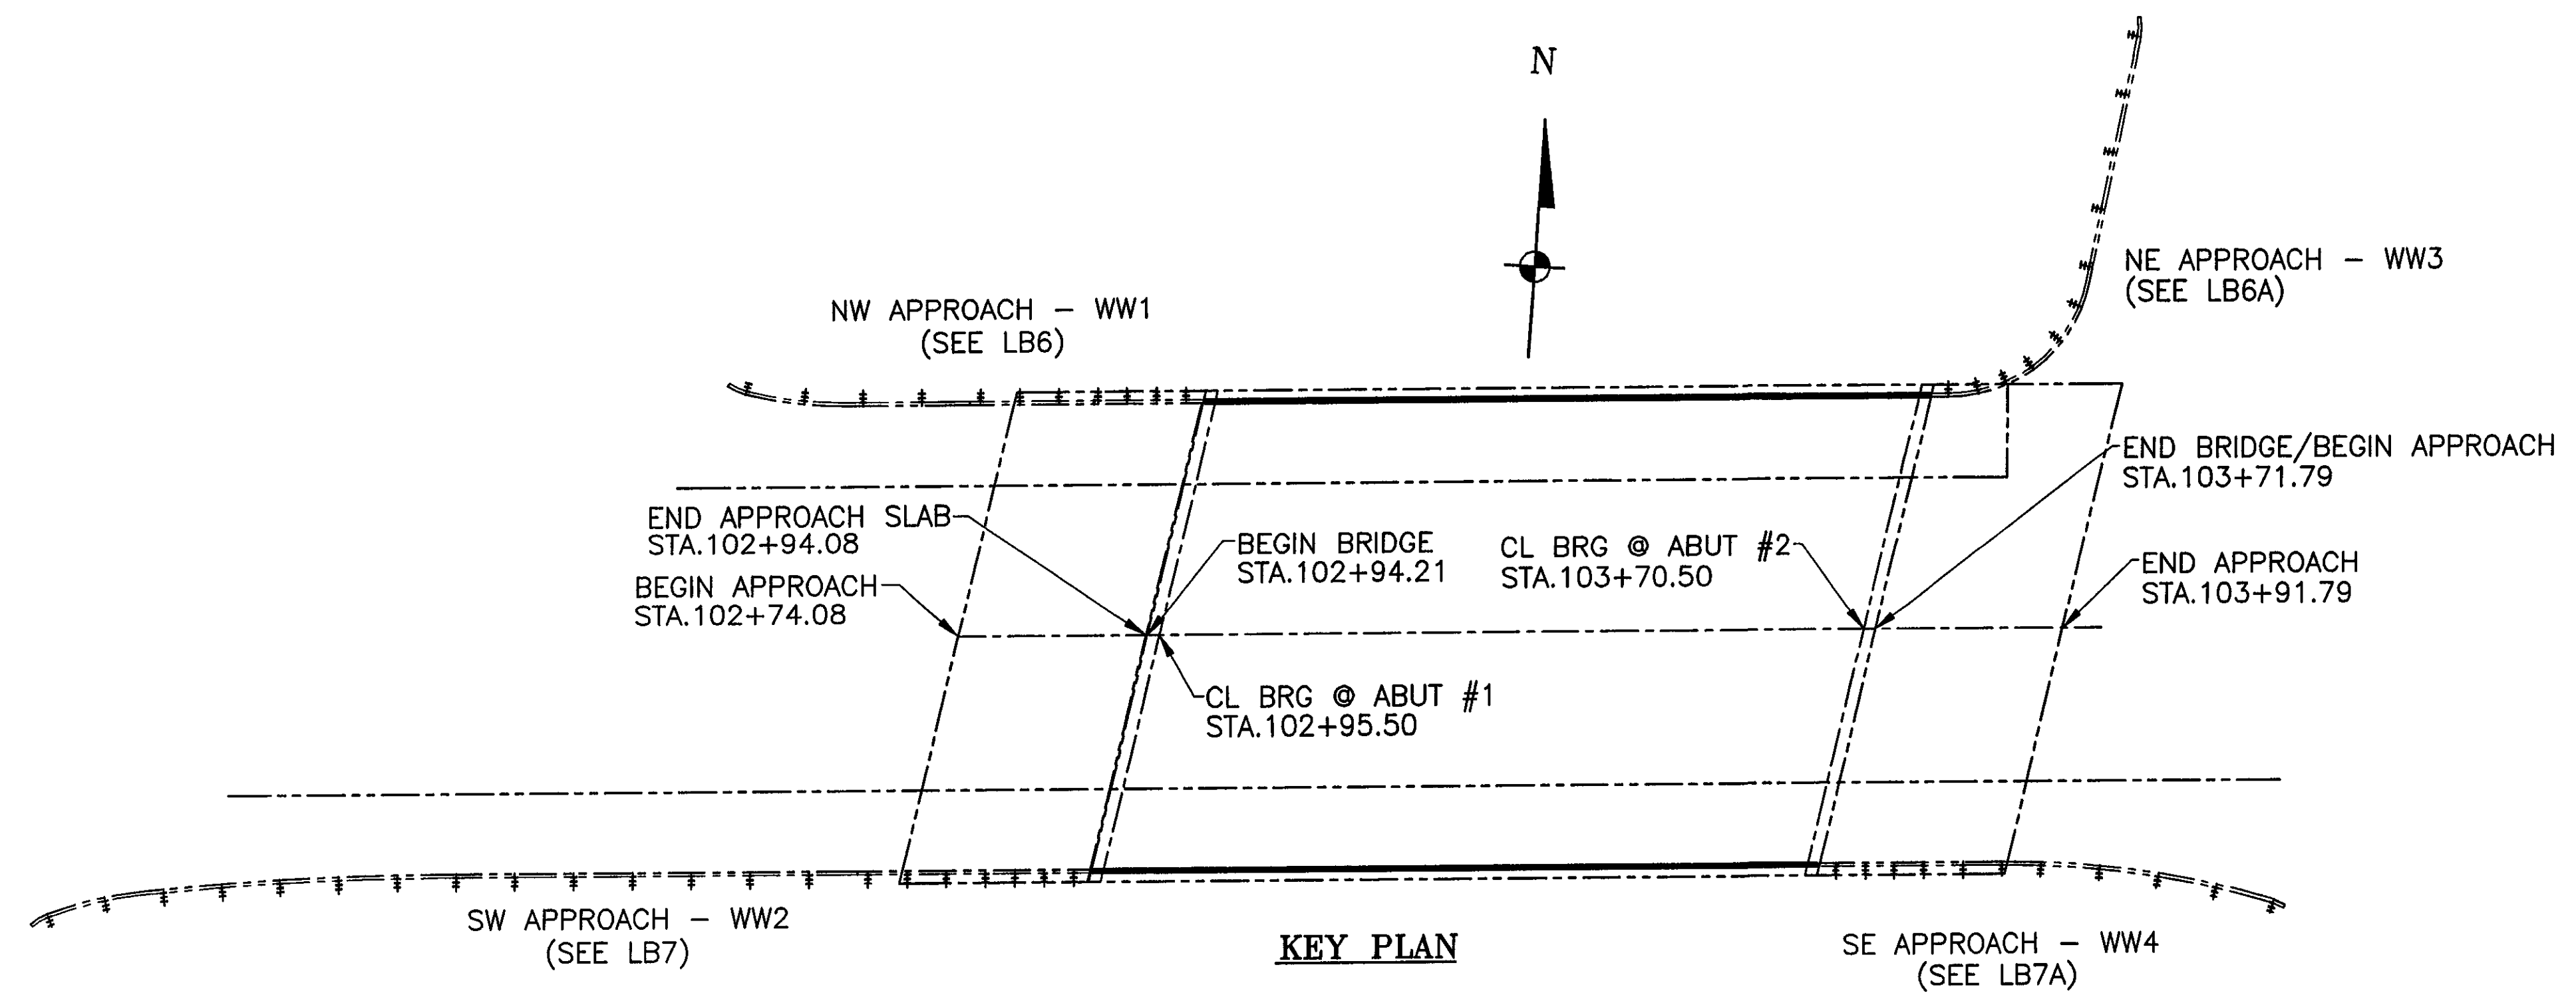 N
NW APPROACH - WW1
(SEE LB6)
NE APPROACH - WW3
(SEE LB6A)
END BRIDGE/BEGIN APPROACH
STA.103+71.79
END APPROACH SLAB
STA.102+94.08
BEGIN BRIDGE
STA.102+94.21
CL BRG @ ABUT #2
STA.103+70.50
END APPROACH
STA.103+91.79
BEGIN APPROACH
STA.102+74.08
CL BRG @ ABUT #1
STA.102+95.50
SW APPROACH - WW2
(SEE LB7)
KEY PLAN
SE APPROACH - WW4
(SEE LB7A)